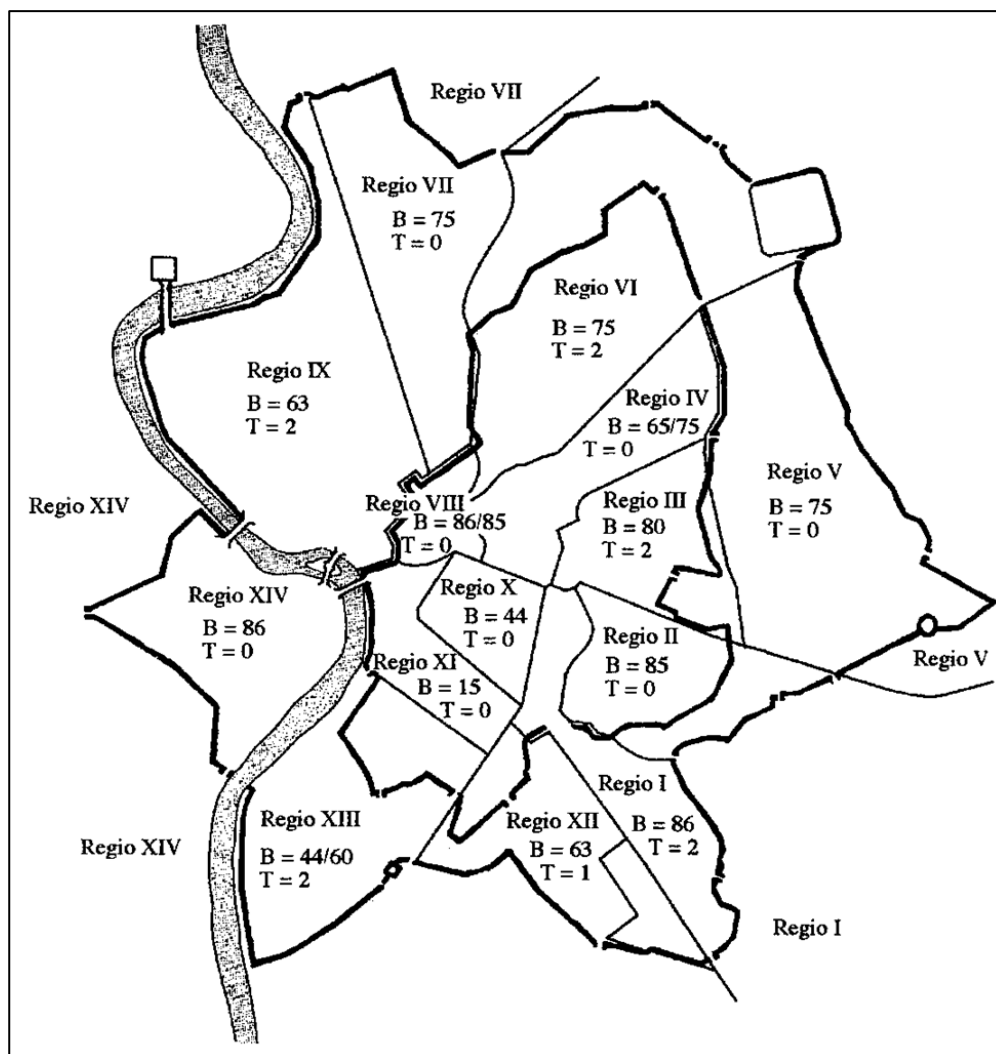 Regio VII
Regio VII
B = 75
T = 0
Regio VI
B = 75
T = 2
Regio IX
B = 63
T = 2
Regio IV
B = 65/75
T = 0
Regio V
B = 75
T = 0
Regio XIV
Regio VIII
B = 86/85
T = 0
Regio III
B = 80
T = 2
Regio XIV
B = 86
T = 0
Regio X
B = 44
T = 0
Regio II
B = 85
T = 0
Regio XI
B = 15
T = 0
Regio V
Regio I
B = 86
T = 2
Regio XIII
B = 44/60
T = 2
Regio XII
B = 63
T = 1
Regio XIV
Regio I